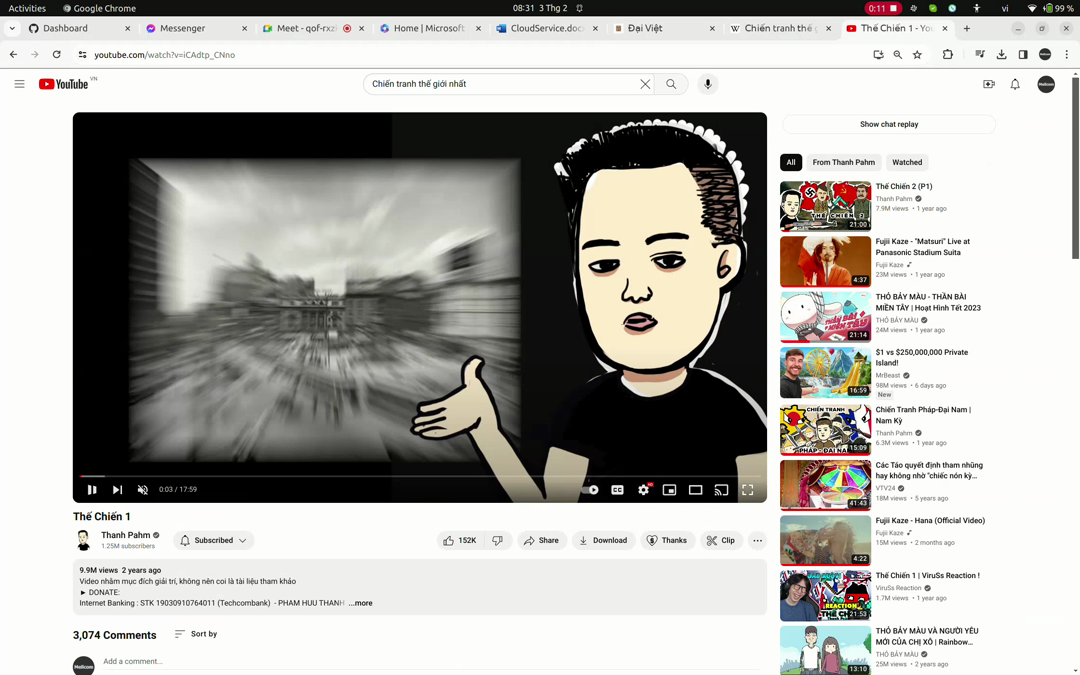 Activities
Google Chrome
08:31 3 Thg 2
0:11
vi
99 %
Dashboard
Messenger
Meet - qof-rxzi
Home | Microsoft
CloudService.docx
Đại Việt
Chiến tranh thế g
Thế Chiến 1 - You
youtube.com/watch?v=iCAdtp_CNno
YouTube VN
Chiến tranh thế giới nhất
Show chat replay
All
From Thanh Pahm
Watched
Thế Chiến 2 (P1)
Thanh Pahm
7.9M views • 1 year ago
THẾ CHIẾN 2
21:00
Fujii Kaze - "Matsuri" Live at
Panasonic Stadium Suita
Fujii Kaze
23M views • 1 year ago
4:37
THỎ BẢY MÀU - THẦN BÀI
MIỀN TÂY | Hoạt Hình Tết 2023
THỎ BẢY MÀU
24M views • 1 year ago
21:14
$1 vs $250,000,000 Private
Island!
MrBeast
98M views • 6 days ago
New
16:59
Chiến Tranh Pháp-Đại Nam |
Nam Kỳ
Thanh Pahm
6.3M views • 1 year ago
CHIẾN TRANH
PHÁP - ĐẠI NAM
15:09
Các Táo quyết định tham nhũng
hay không nhờ "chiếc nón kỳ...
VTV24
18M views • 5 years ago
41:43
Fujii Kaze - Hana (Official Video)
Fujii Kaze
15M views • 2 months ago
4:22
Thế Chiến 1 | ViruSs Reaction !
ViruSs Reaction
1.7M views • 1 year ago
REACTION
21:53
THỎ BẢY MÀU VÀ NGƯỜI YÊU
MỚI CỦA CHỊ XÔ | Rainbow...
THỎ BẢY MÀU
25M views • 2 years ago
13:10
0:03 / 17:59
Thế Chiến 1
Thanh Pahm
1.25M subscribers
Subscribed
152K
Share
Download
Thanks
Clip
9.9M views 2 years ago
Video nhằm mục đích giải trí, không nên coi là tài liệu tham khảo
► DONATE:
Internet Banking : STK 19030910764011 (Techcombank) - PHAM HUU THANH ...more
3,074 Comments
Sort by
Add a comment...